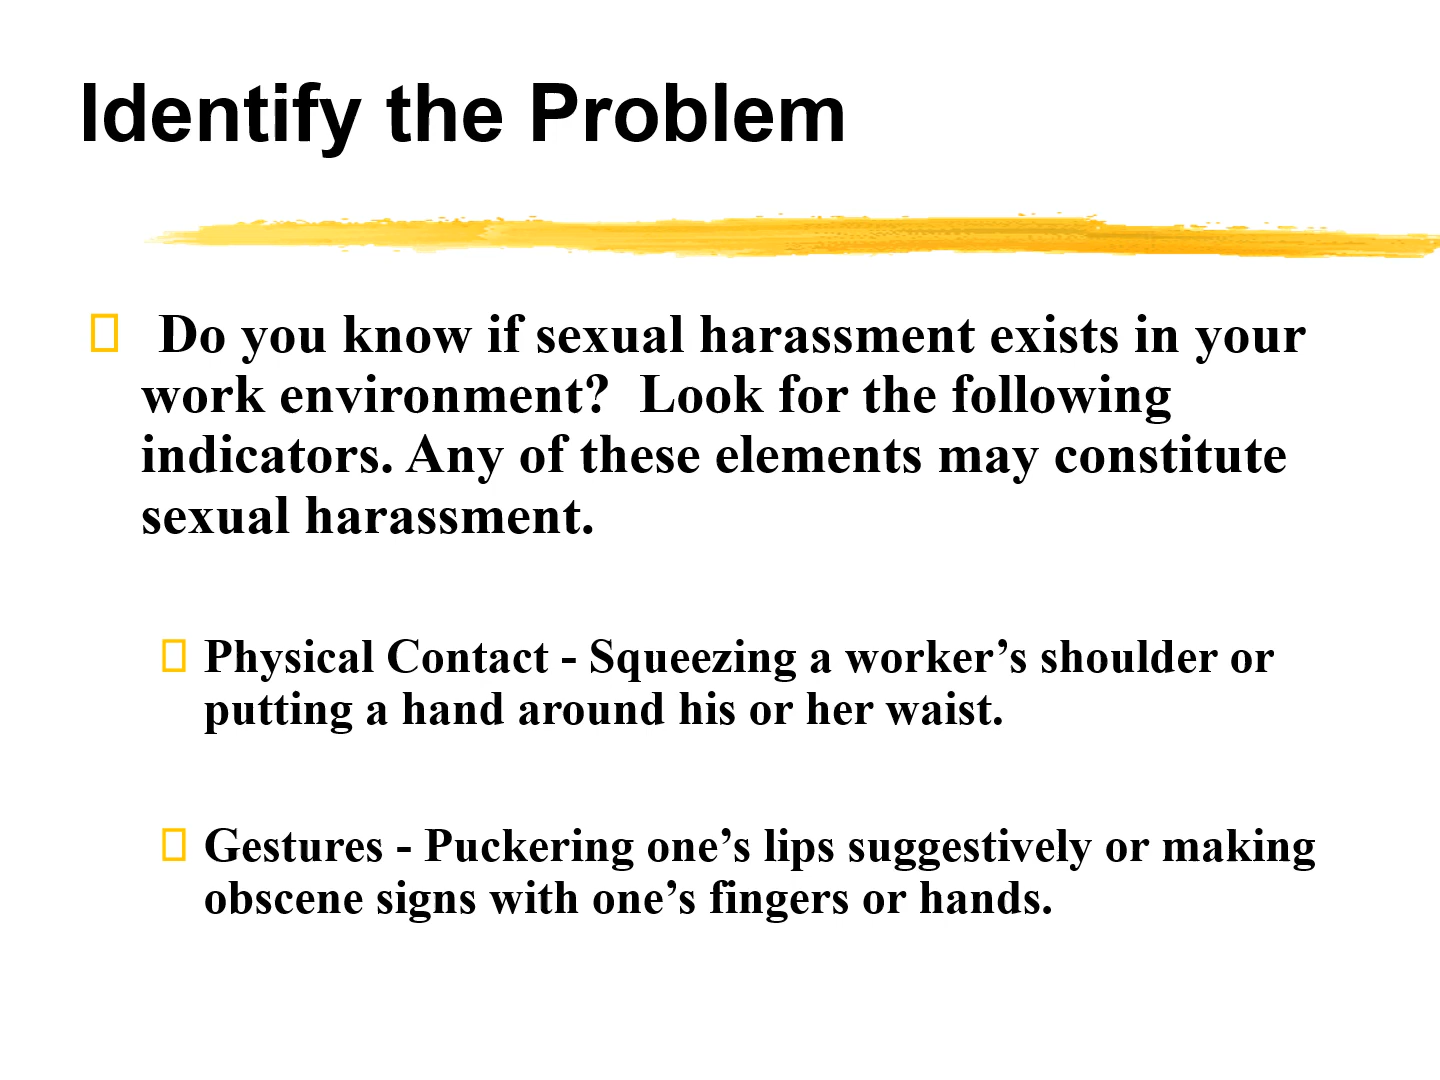 Identify the Problem
Do you know if sexual harassment exists in your
work environment?  Look for the following
indicators. Any of these elements may constitute
sexual harassment.
Physical Contact - Squeezing a worker’s shoulder or
putting a hand around his or her waist.
Gestures - Puckering one’s lips suggestively or making
obscene signs with one’s fingers or hands.